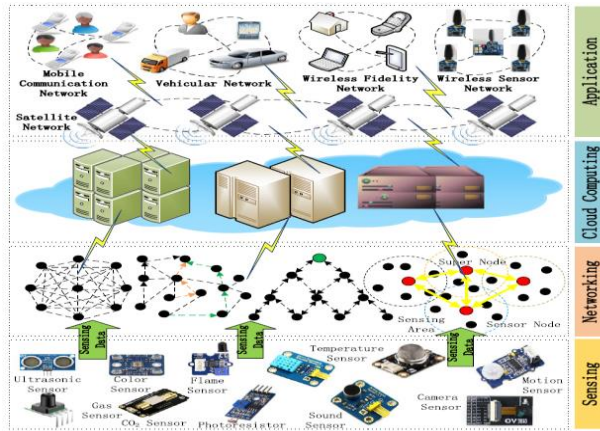 Mobile
Communication
Network
Vehicular Network
Wireless Fidelity
Network
Wireless Sensor
Network
Satellite
Network
Application
Cloud Computing
Super Node
Sensing
Area
Sensor Node
Networking
Sensing
Data
Sensing
Data
Sensing
Data
Ultrasonic
Sensor
Color
Sensor
Flame
Sensor
Temperature
Sensor
Motion
Sensor
Gas
Sensor
CO₂ Sensor
Photoresistor
Sound
Sensor
Camera
Sensor
Sensing